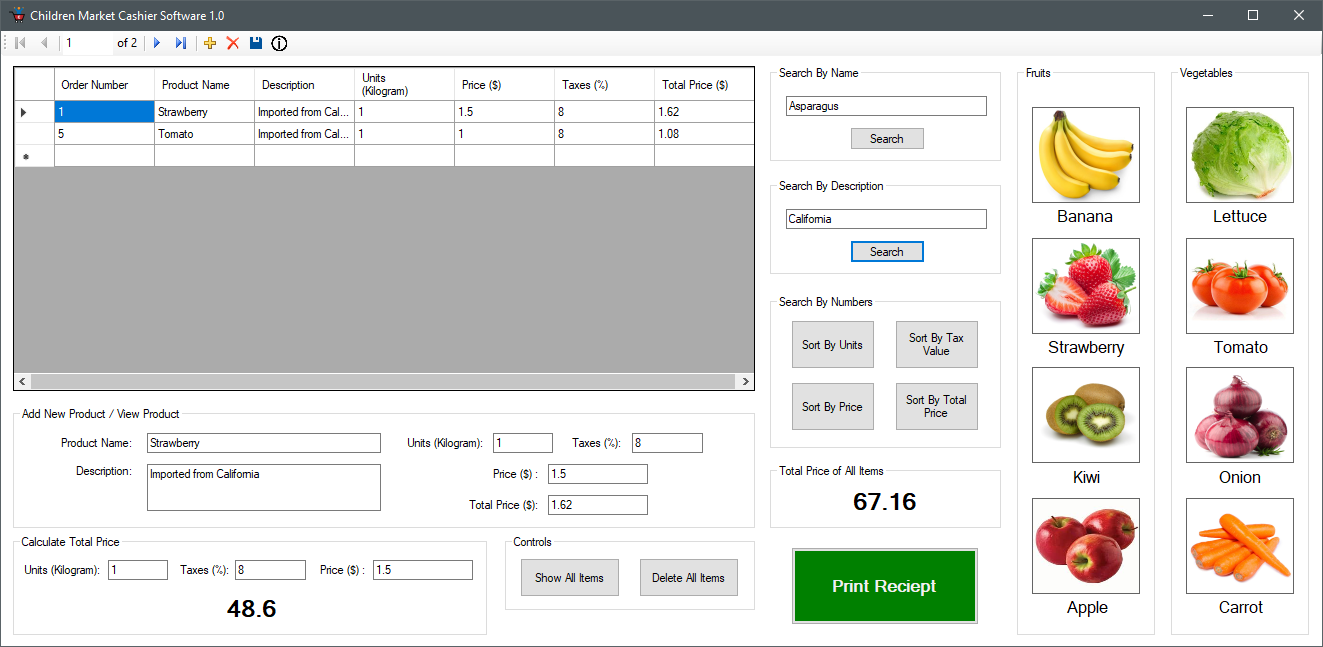 Children Market Cashier Software 1.0
1 of 2
Order Number Product Name Description Units (Kilogram) Price ($) Taxes (%) Total Price ($)
1 Strawberry Imported from Cal... 1 1.5 8 1.62
5 Tomato Imported from Cal... 1 1 8 1.08
Add New Product / View Product
Product Name: Strawberry Units (Kilogram): 1 Taxes (%): 8
Description: Imported from California Price ($) : 1.5
Total Price ($): 1.62
Calculate Total Price
Units (Kilogram): 1 Taxes (%): 8 Price ($) : 1.5
48.6
Controls
Show All Items Delete All Items
Search By Name
Asparagus
Search
Search By Description
California
Search
Search By Numbers
Sort By Units
Sort By Tax
Value
Sort By Price
Sort By Total
Price
Total Price of All Items
67.16
Print Reciept
Fruits
Banana
Strawberry
Kiwi
Apple
Vegetables
Lettuce
Tomato
Onion
Carrot